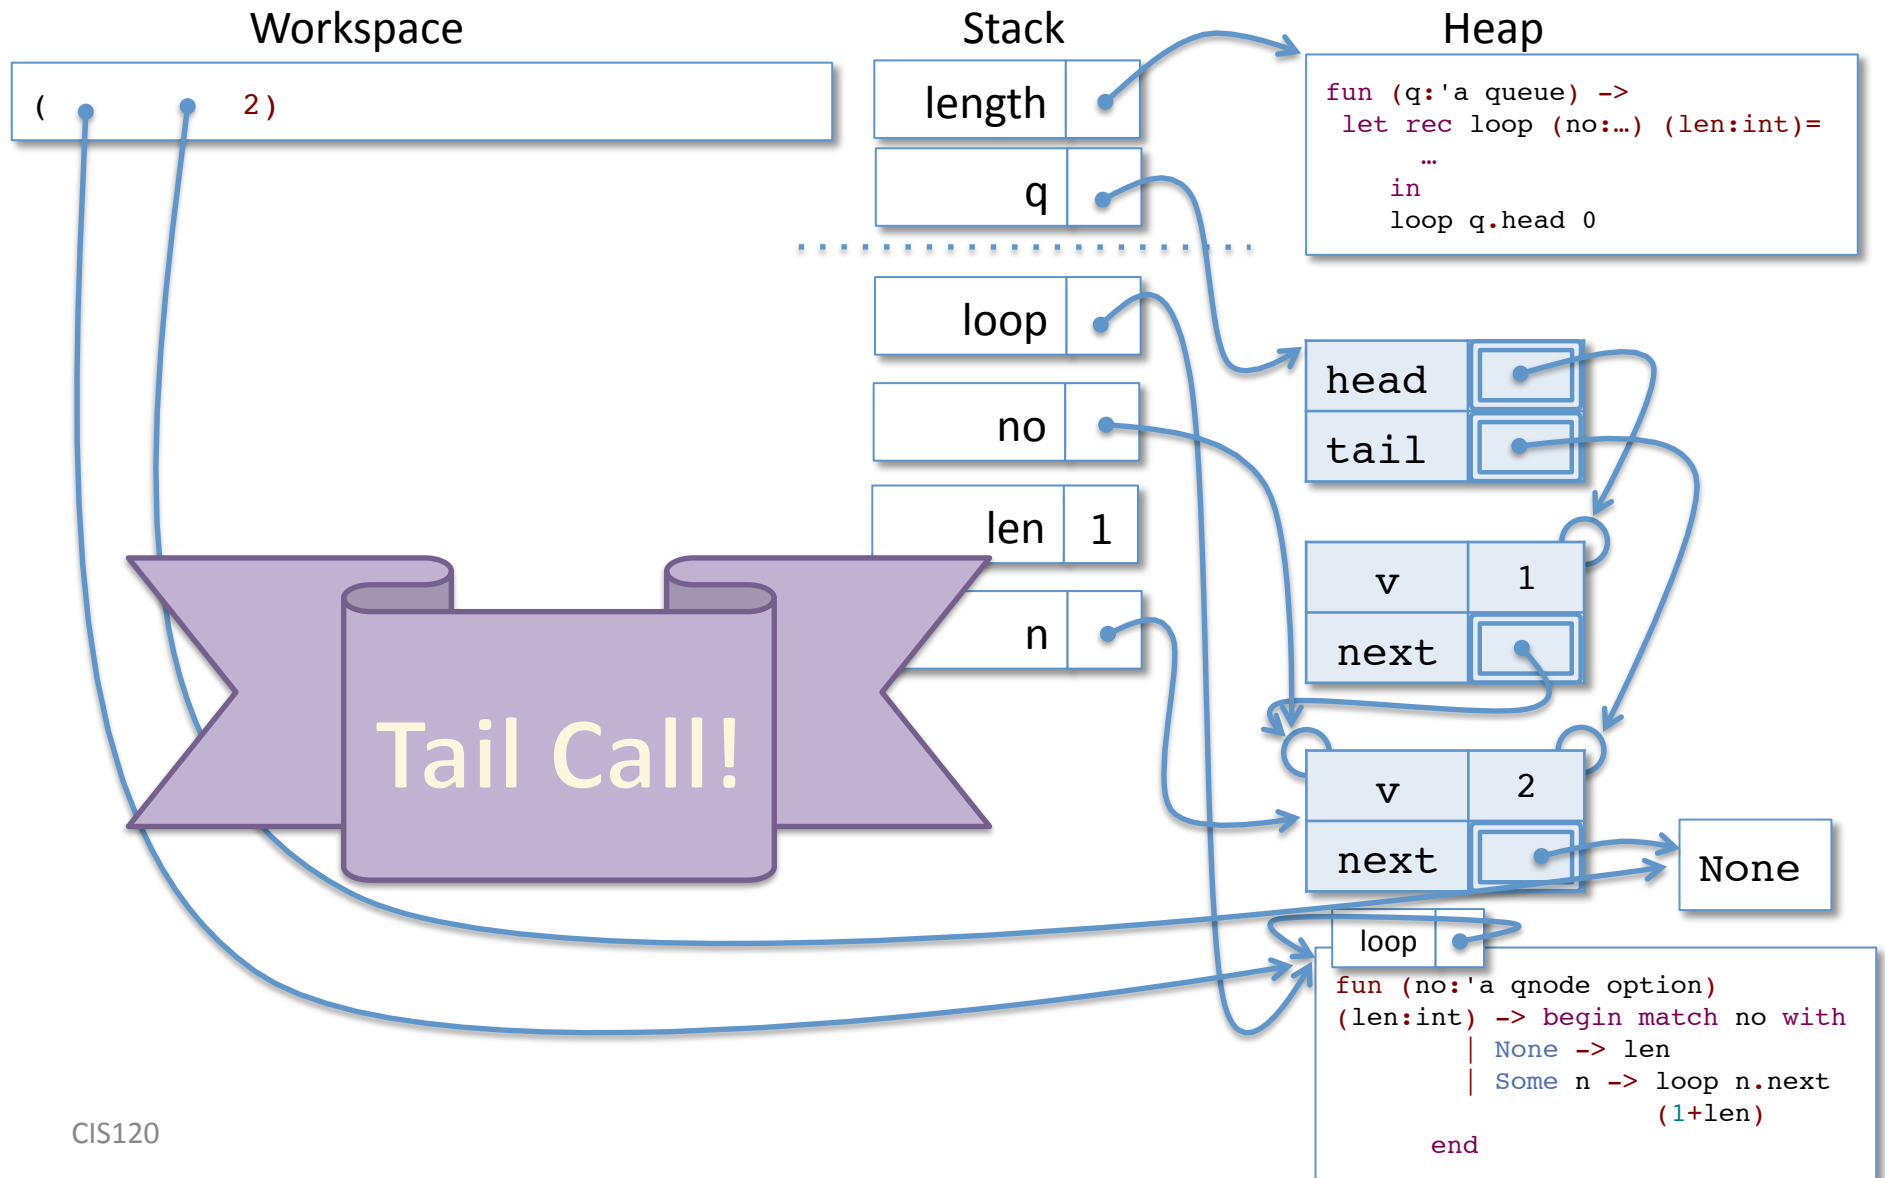 Workspace
Stack
Heap
( 2)
length
q
loop
no
len 1
n
fun (q:'a queue) ->
let rec loop (no:…) (len:int)=
…
in
loop q.head 0
head
tail
v 1
next
v 2
next
None
Tail Call!
loop
fun (no:'a qnode option)
(len:int) -> begin match no with
| None -> len
| Some n -> loop n.next
(1+len)
end
CIS120